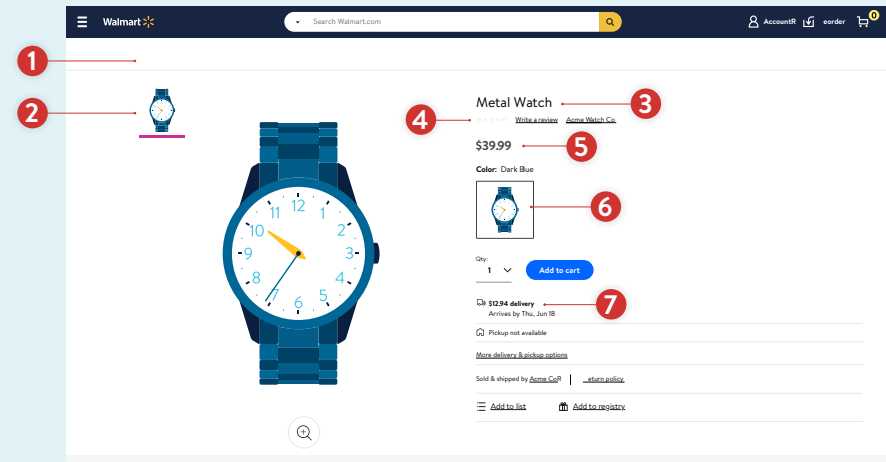 Walmart
Search Walmart.com
AccountR
eorder
0
1
2
3
4
5
6
7
Metal Watch
Write a review Acme Watch Co.
$39.99
Color: Dark Blue
12
1
2
3
4
5
6
7
8
9
10
11
Qty:
1
Add to cart
$12.94 delivery
Arrives by Thu, Jun 18
Pickup not available
More delivery & pickup options
Sold & shipped by Acme CoR | eturn policy
Add to list Add to registry